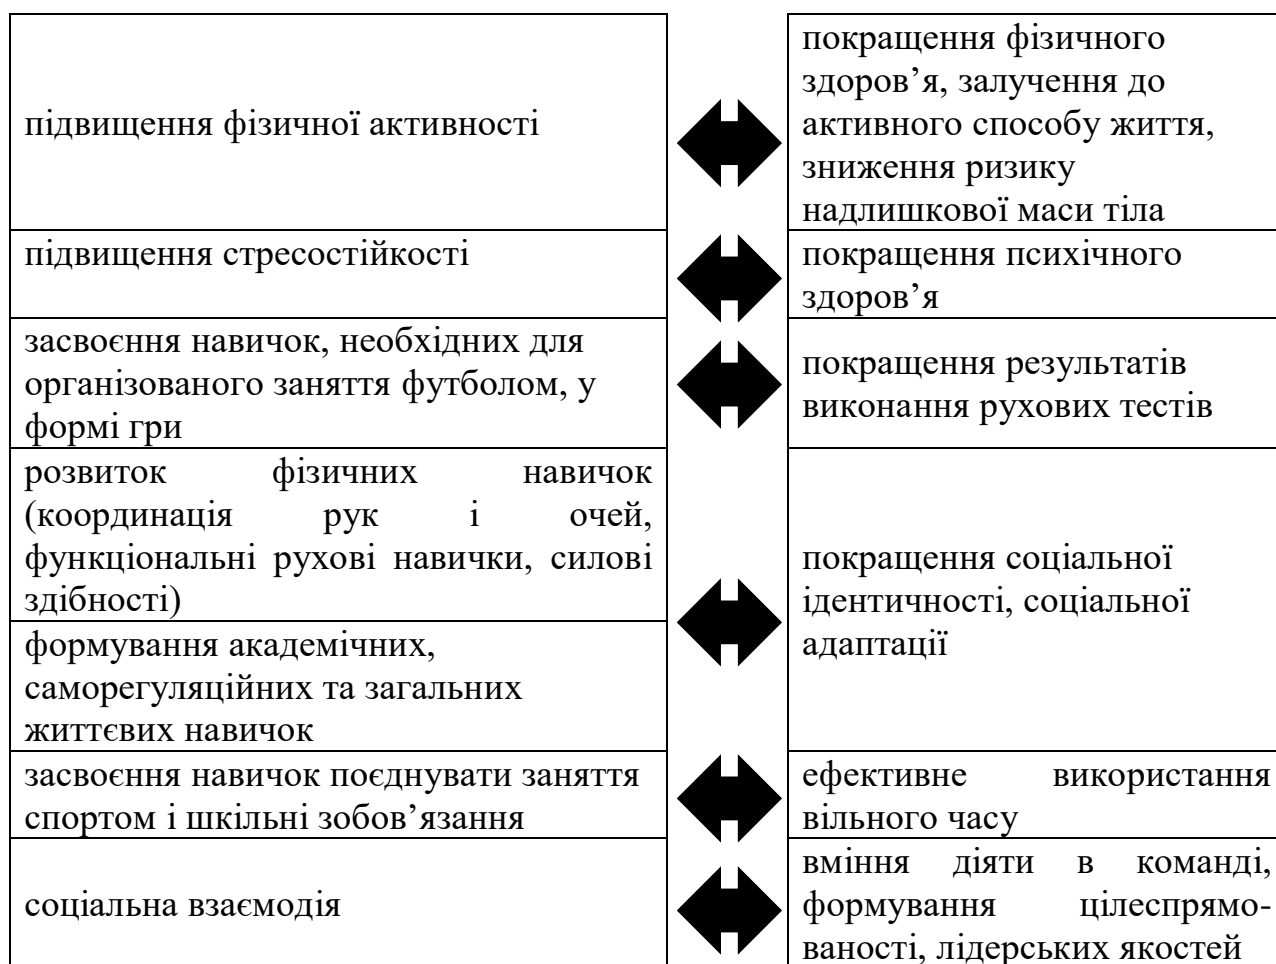 підвищення фізичної активності
покращення фізичного
здоров’я, залучення до
активного способу життя,
зниження ризику
надлишкової маси тіла
підвищення стресостійкості
покращення психічного
здоров’я
засвоєння навичок, необхідних для
організованого заняття футболом, у
формі гри
покращення результатів
виконання рухових тестів
розвиток фізичних навичок
(координація рук і очей,
функціональні рухові навички, силові
здібності)
формування академічних,
саморегуляційних та загальних
життєвих навичок
покращення соціальної
ідентичності, соціальної
адаптації
засвоєння навичок поєднувати заняття
спортом і шкільні зобов’язання
ефективне використання
вільного часу
соціальна взаємодія
вміння діяти в команді,
формування цілеспрямо-
ваності, лідерських якостей